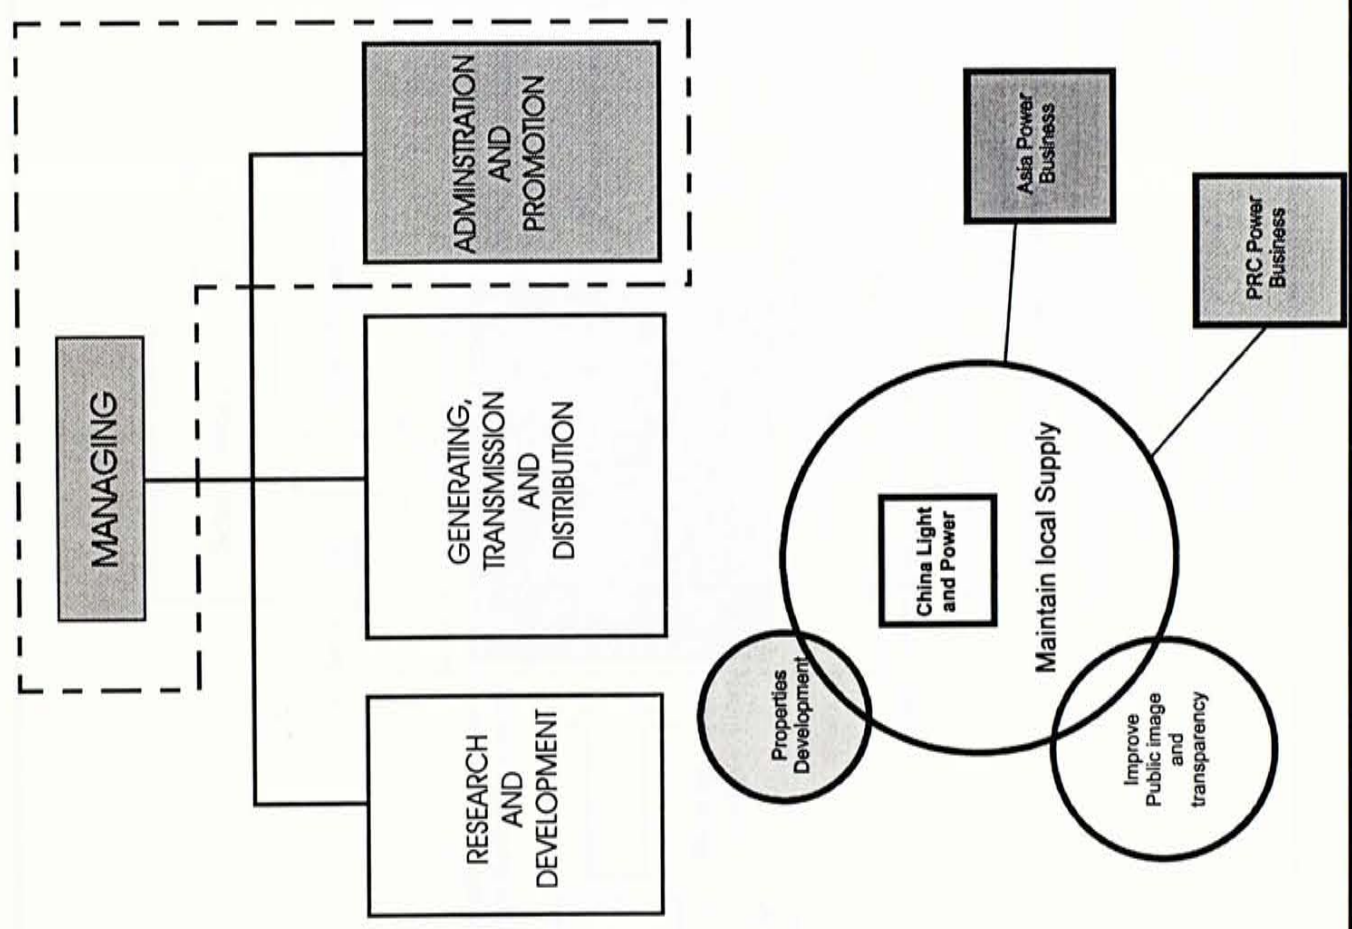 MANAGING
RESEARCH
AND
DEVELOPMENT
GENERATING,
TRANSMISSION
AND
DISTRIBUTION
ADMINSTRATION
AND
PROMOTION
Properties
Development
China Light
and Power
Maintain local Supply
Asia Power
Business
Improve
Public image
and
transparency
PRC Power
Business